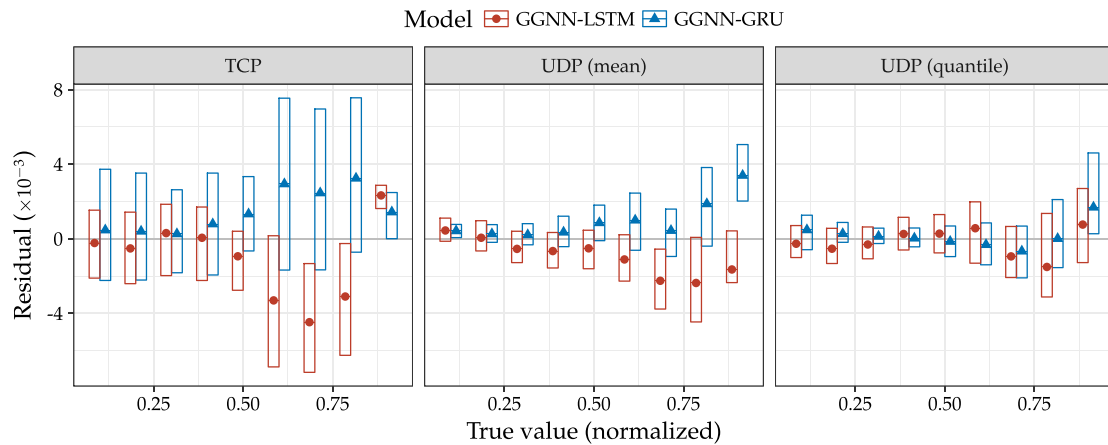 Model GGNN-LSTM GGNN-GRU
TCP UDP (mean) UDP (quantile)
8
4
0
-4
Residual (×10⁻³)
0.25 0.50 0.75 0.25 0.50 0.75 0.25 0.50 0.75
True value (normalized)